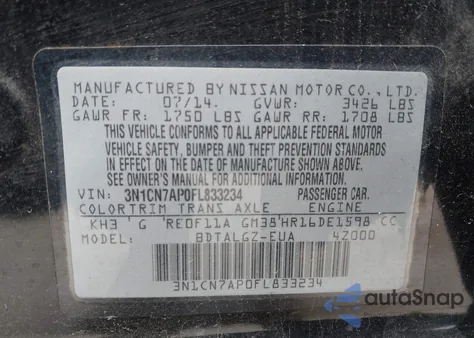 MANUFACTURED BY NISSAN MOTOR CO., LTD.
DATE: 07/14. GVWR: 3426 LBS
GAWR FR: 1750 LBS GAWR RR: 1708 LBS
THIS VEHICLE CONFORMS TO ALL APPLICABLE FEDERAL MOTOR
VEHICLE SAFETY, BUMPER AND THEFT PREVENTION STANDARDS
IN EFFECT ON THE DATE OF MANUFACTURE SHOWN ABOVE.
SEE OWNER'S MANUAL FOR ADDITIONAL INFORMATION.
VIN: 3N1CN7AP0FL833234 PASSENGER CAR.
COLOR TRIM TRANS AXLE ENGINE
KH3 G RE0F11A GM38 HR16DE1598 CC
BDTALGZ-EUA 4Z000
3N1CN7AP0FL833234
autoSnap